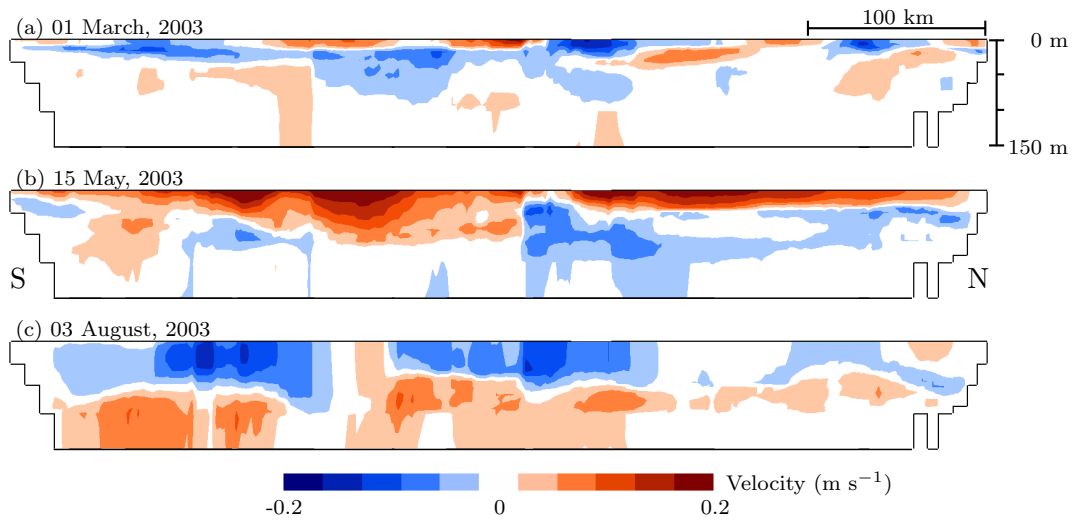 (a) 01 March, 2003
100 km
0 m
150 m
(b) 15 May, 2003
S
N
(c) 03 August, 2003
Velocity (m s⁻¹)
-0.2
0
0.2